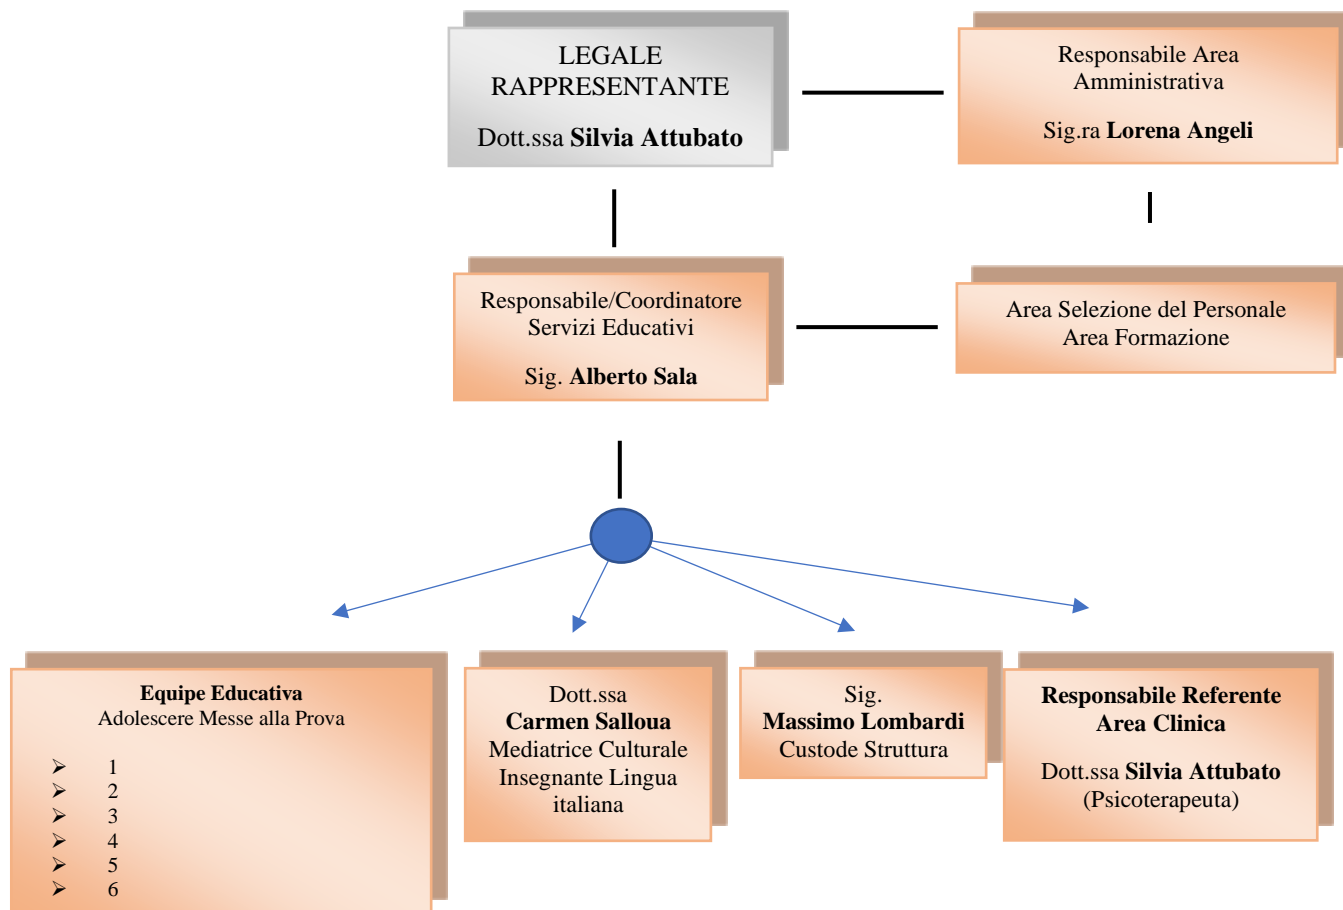 LEGALE
RAPPRESENTANTE
Dott.ssa Silvia Attubato
Responsabile Area
Amministrativa
Sig.ra Lorena Angeli
Responsabile/Coordinatore
Servizi Educativi
Sig. Alberto Sala
Area Selezione del Personale
Area Formazione
Equipe Educativa
Adolescere Messe alla Prova
➢ 1
➢ 2
➢ 3
➢ 4
➢ 5
➢ 6
Dott.ssa
Carmen Salloua
Mediatrice Culturale
Insegnante Lingua
italiana
Sig.
Massimo Lombardi
Custode Struttura
Responsabile Referente
Area Clinica
Dott.ssa Silvia Attubato
(Psicoterapeuta)